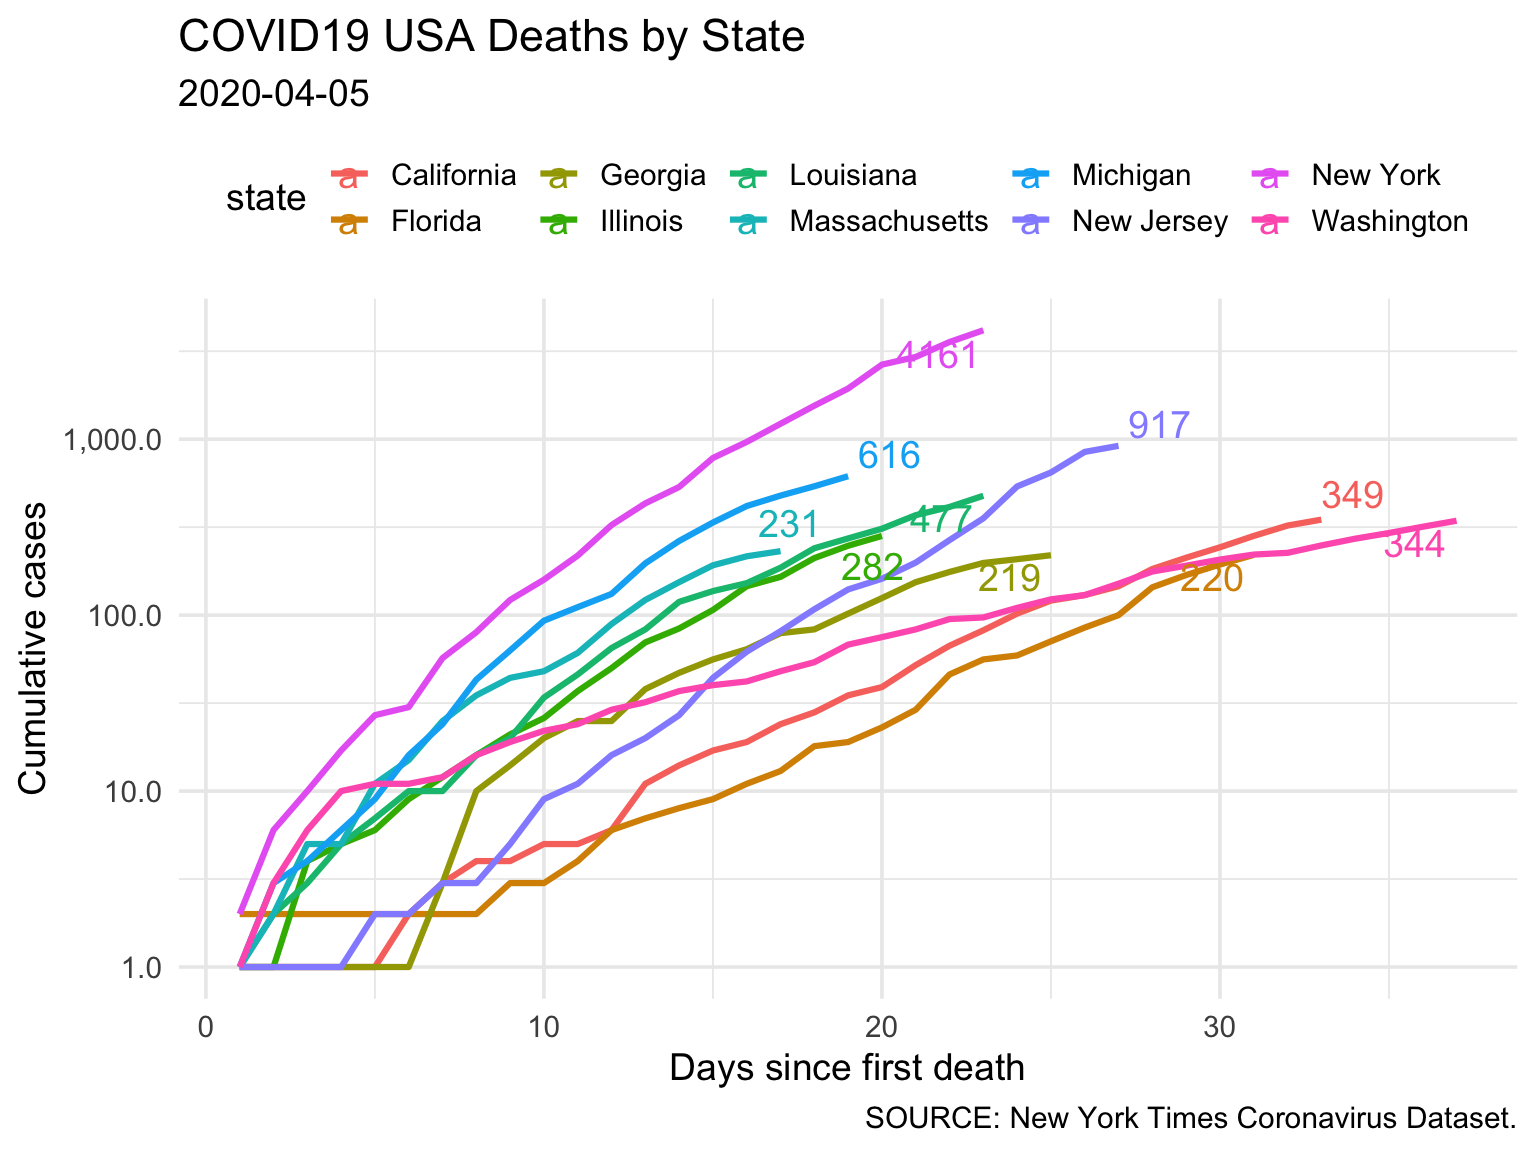 COVID19 USA Deaths by State
2020-04-05
state
a California a Georgia a Louisiana a Michigan a New York
a Florida a Illinois a Massachusetts a New Jersey a Washington
4161
917
616
349
231
477
344
282
219
220
1,000.0
100.0
10.0
1.0
Cumulative cases
0 10 20 30
Days since first death
SOURCE: New York Times Coronavirus Dataset.